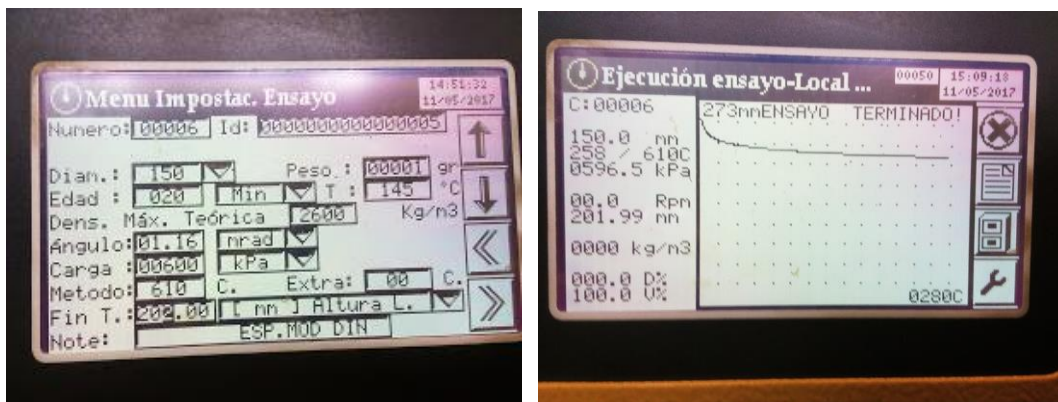 Menu Impostac. Ensayo
14:51:32
11/05/2017
Numero: 00006 Id: 0000000000000005
Diam.: 150 Peso.: 00001 gr
Edad : 020 Min T : 145 °C
Dens. Máx. Teórica 2600 Kg/m3
Ángulo: 01.16 mrad
Carga : 00600 kPa
Metodo: 610 C. Extra: 00 C.
Fin T.: 200.00 [ mm ] Altura L.
Note: ESP.MOD DIN
Ejecución ensayo-Local ...
00050
15:09:18
11/05/2017
C:00006
273mmENSAYO TERMINADO!
150.0 mm
258 / 610C
0596.5 kPa
00.0 Rpm
201.99 mm
0000 kg/m3
000.0 D%
100.0 V%
0280C